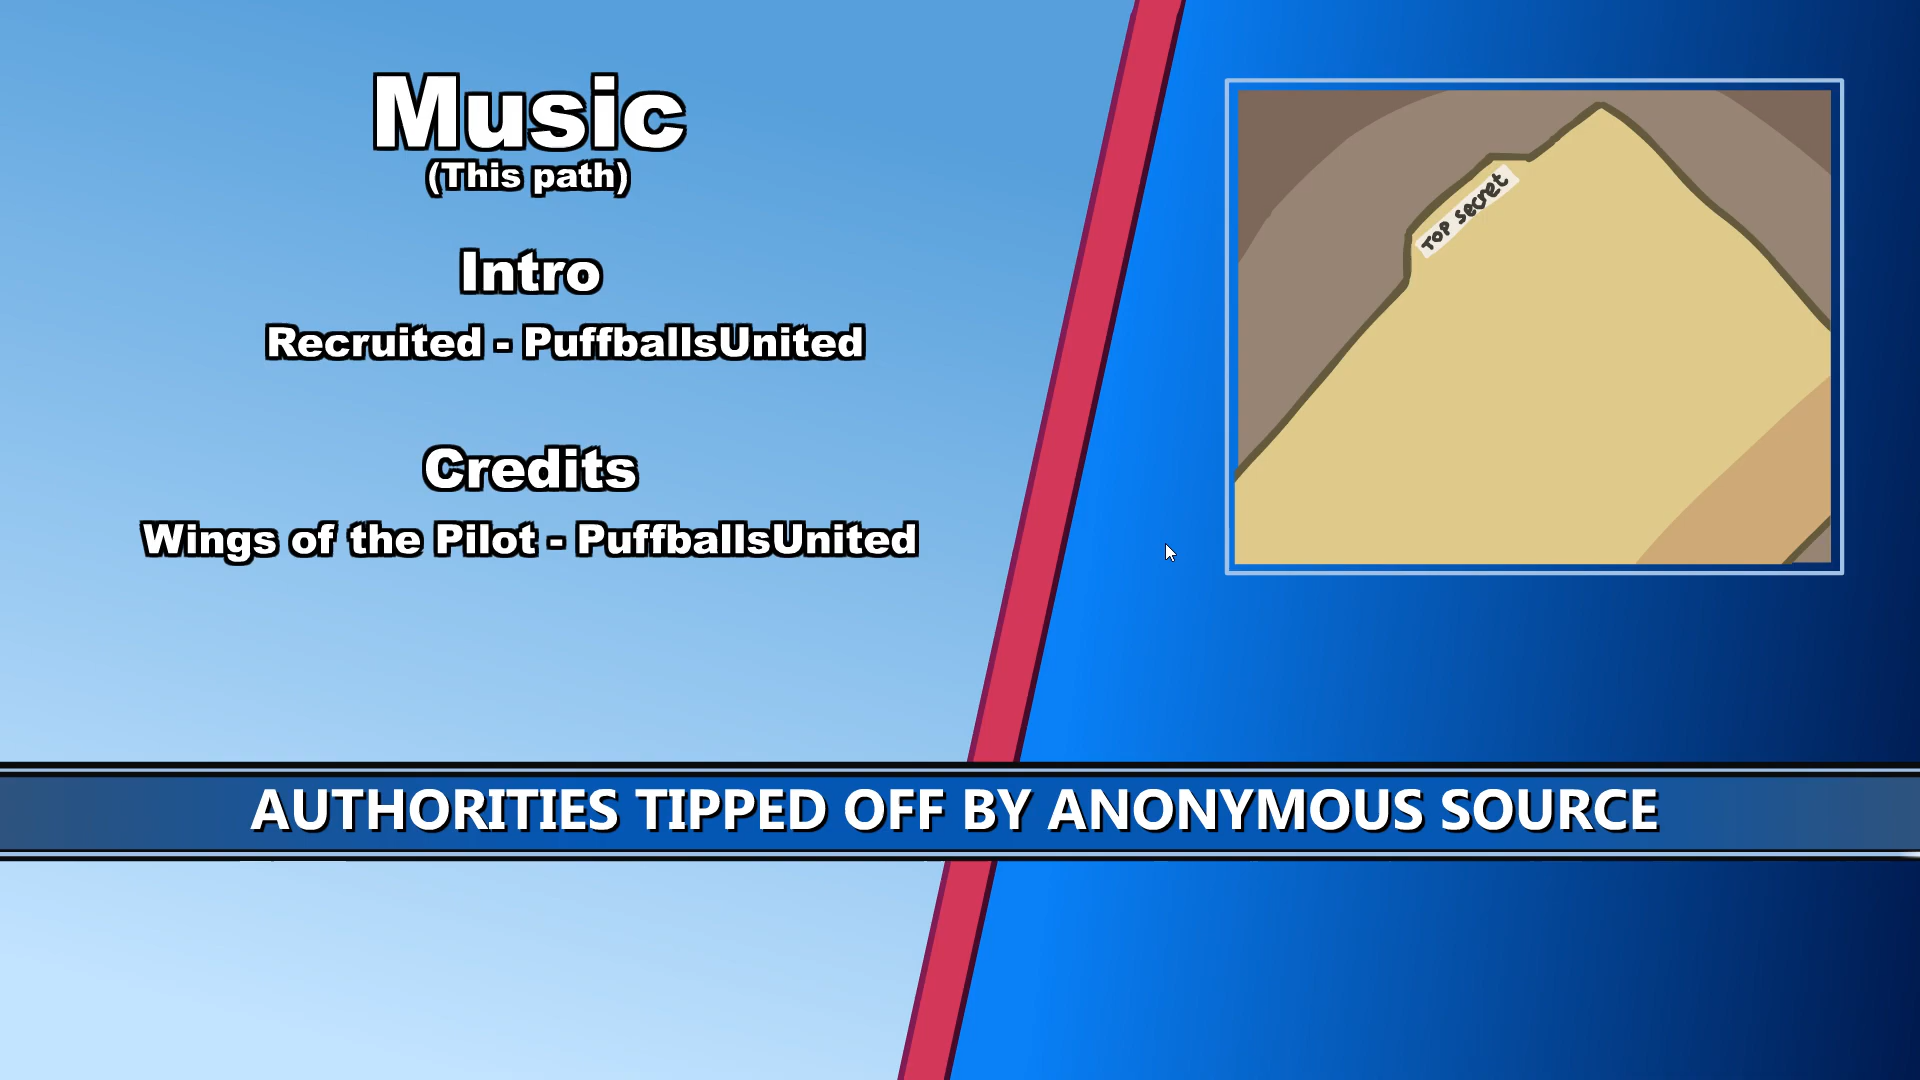 Music
(This path)
Intro
Recruited - PuffballsUnited
Credits
Wings of the Pilot - PuffballsUnited
TOP secret
AUTHORITIES TIPPED OFF BY ANONYMOUS SOURCE